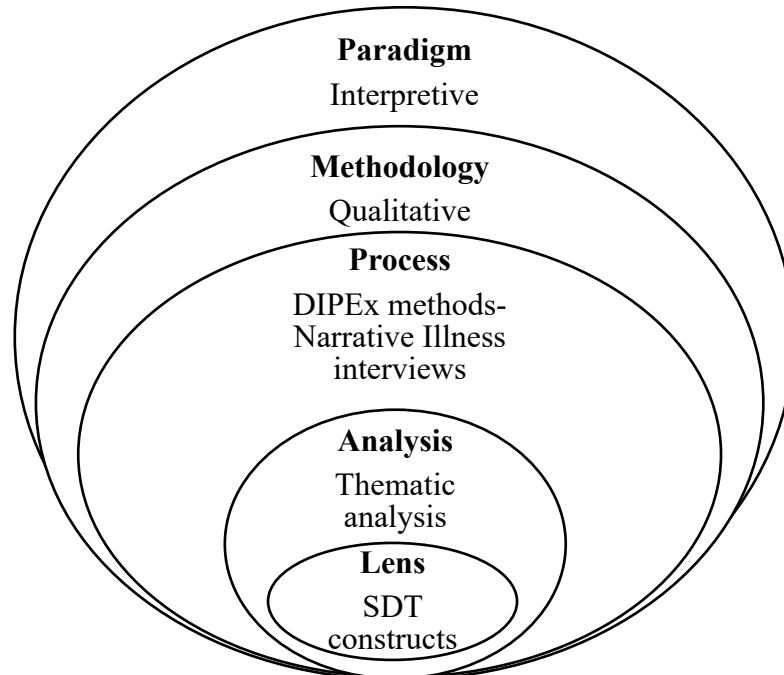 Paradigm
Interpretive
Methodology
Qualitative
Process
DIPEx methods-
Narrative Illness
interviews
Analysis
Thematic
analysis
Lens
SDT
constructs